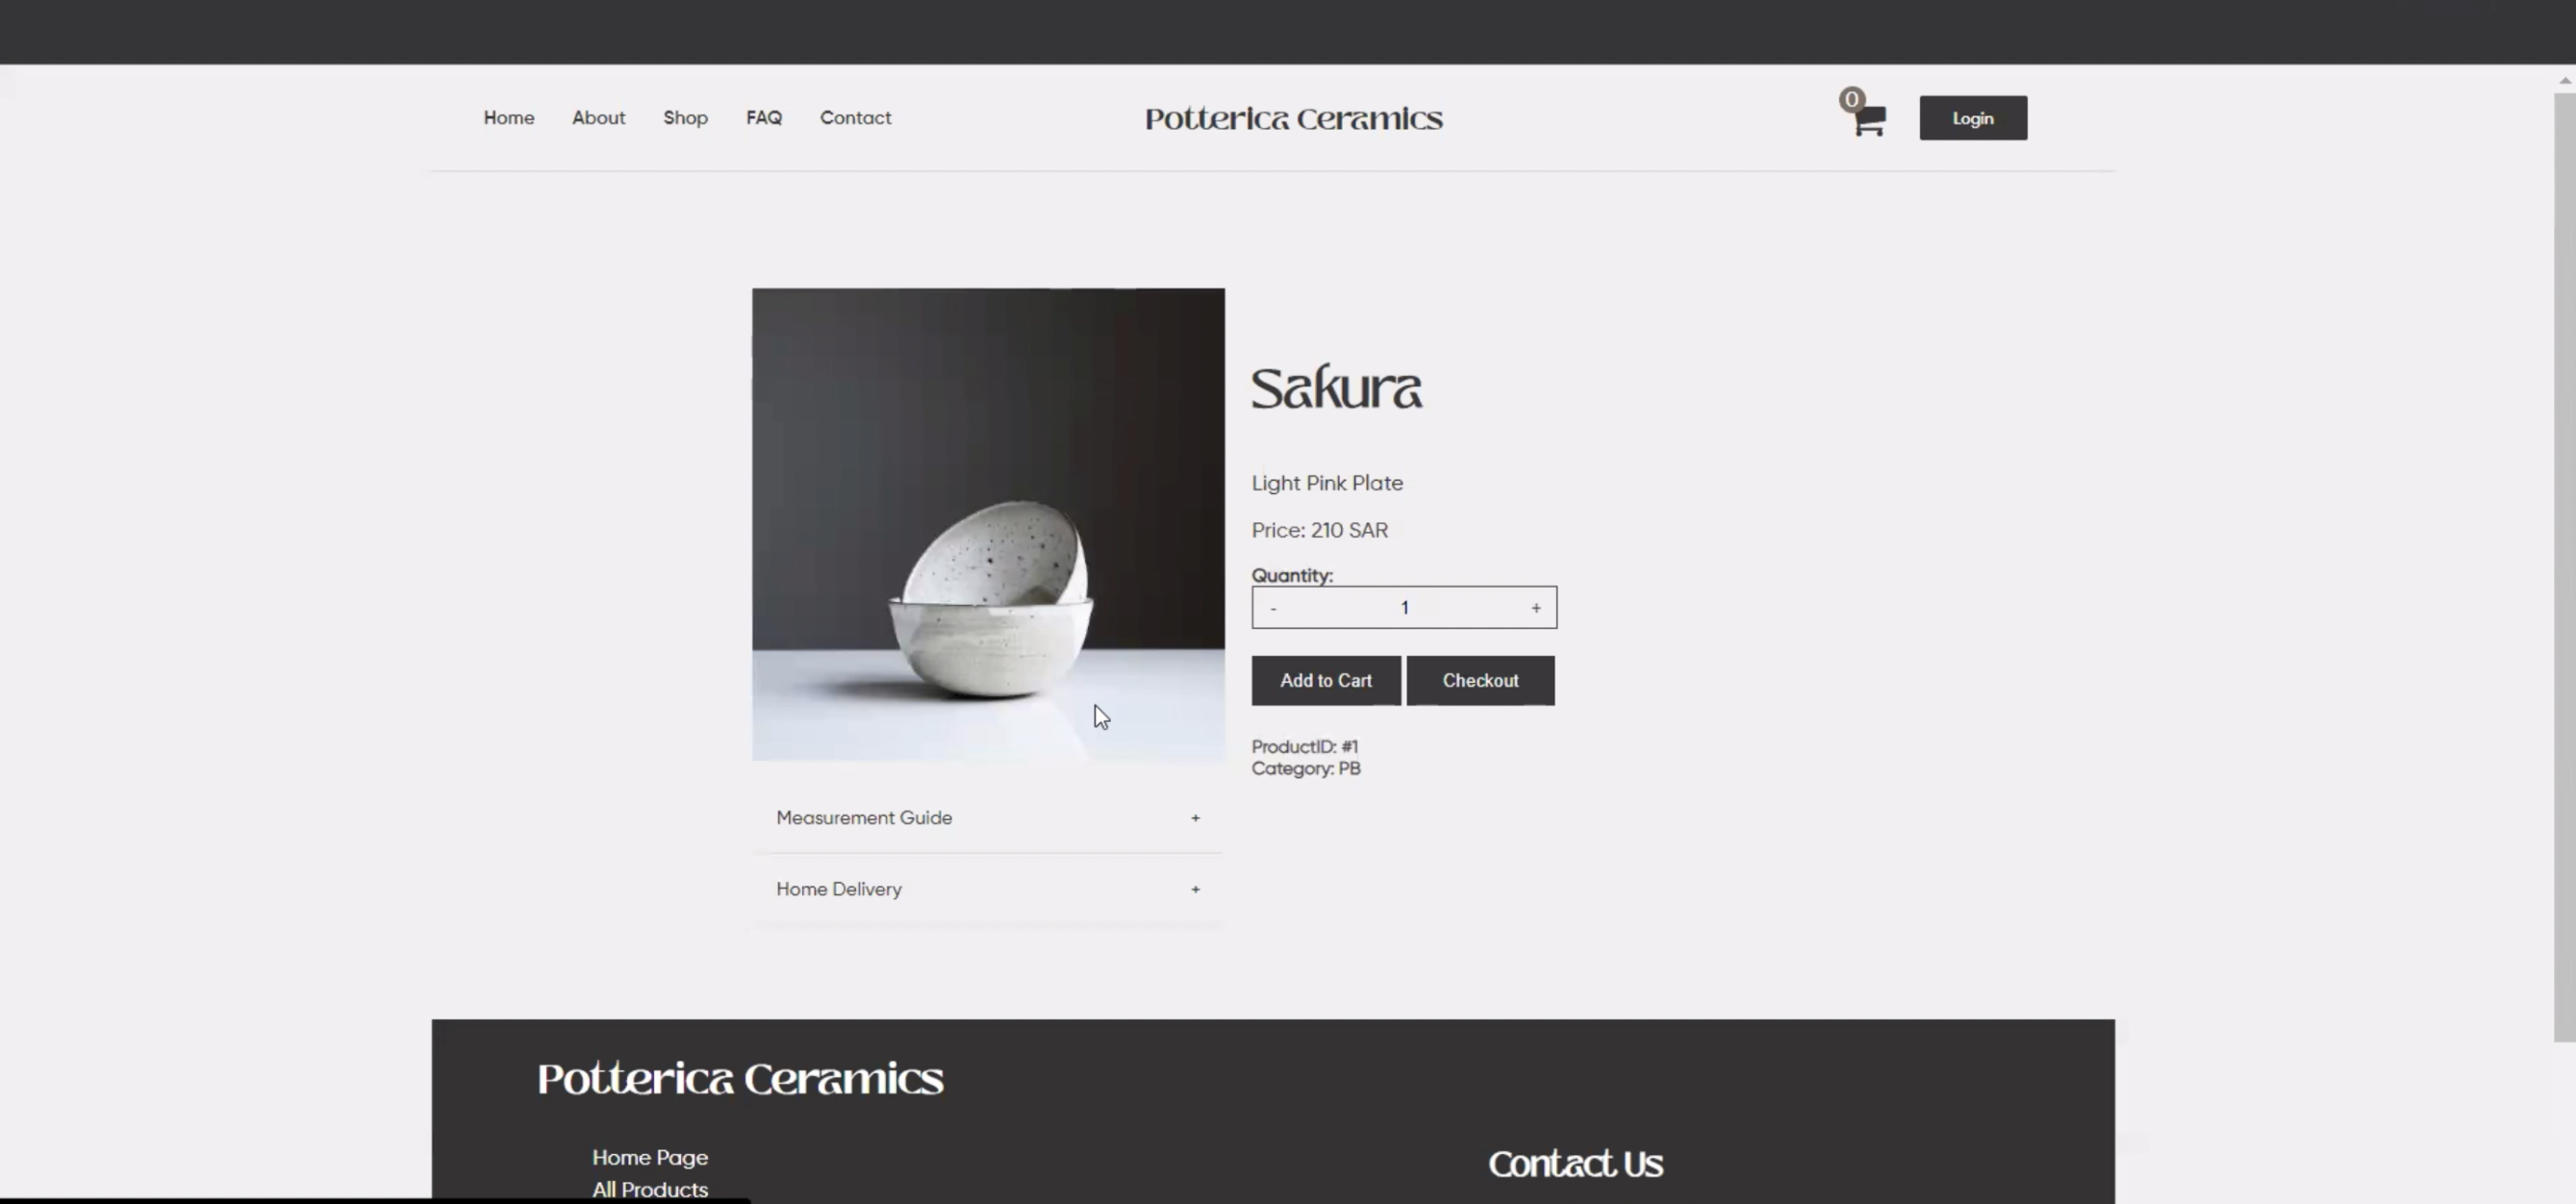 Home About Shop FAQ Contact
Potterica Ceramics
0
Login
Sakura
Light Pink Plate
Price: 210 SAR
Quantity:
- 1 +
Add to Cart Checkout
ProductID: #1
Category: PB
Measurement Guide +
Home Delivery +
Potterica Ceramics
Home Page
All Products
Contact Us